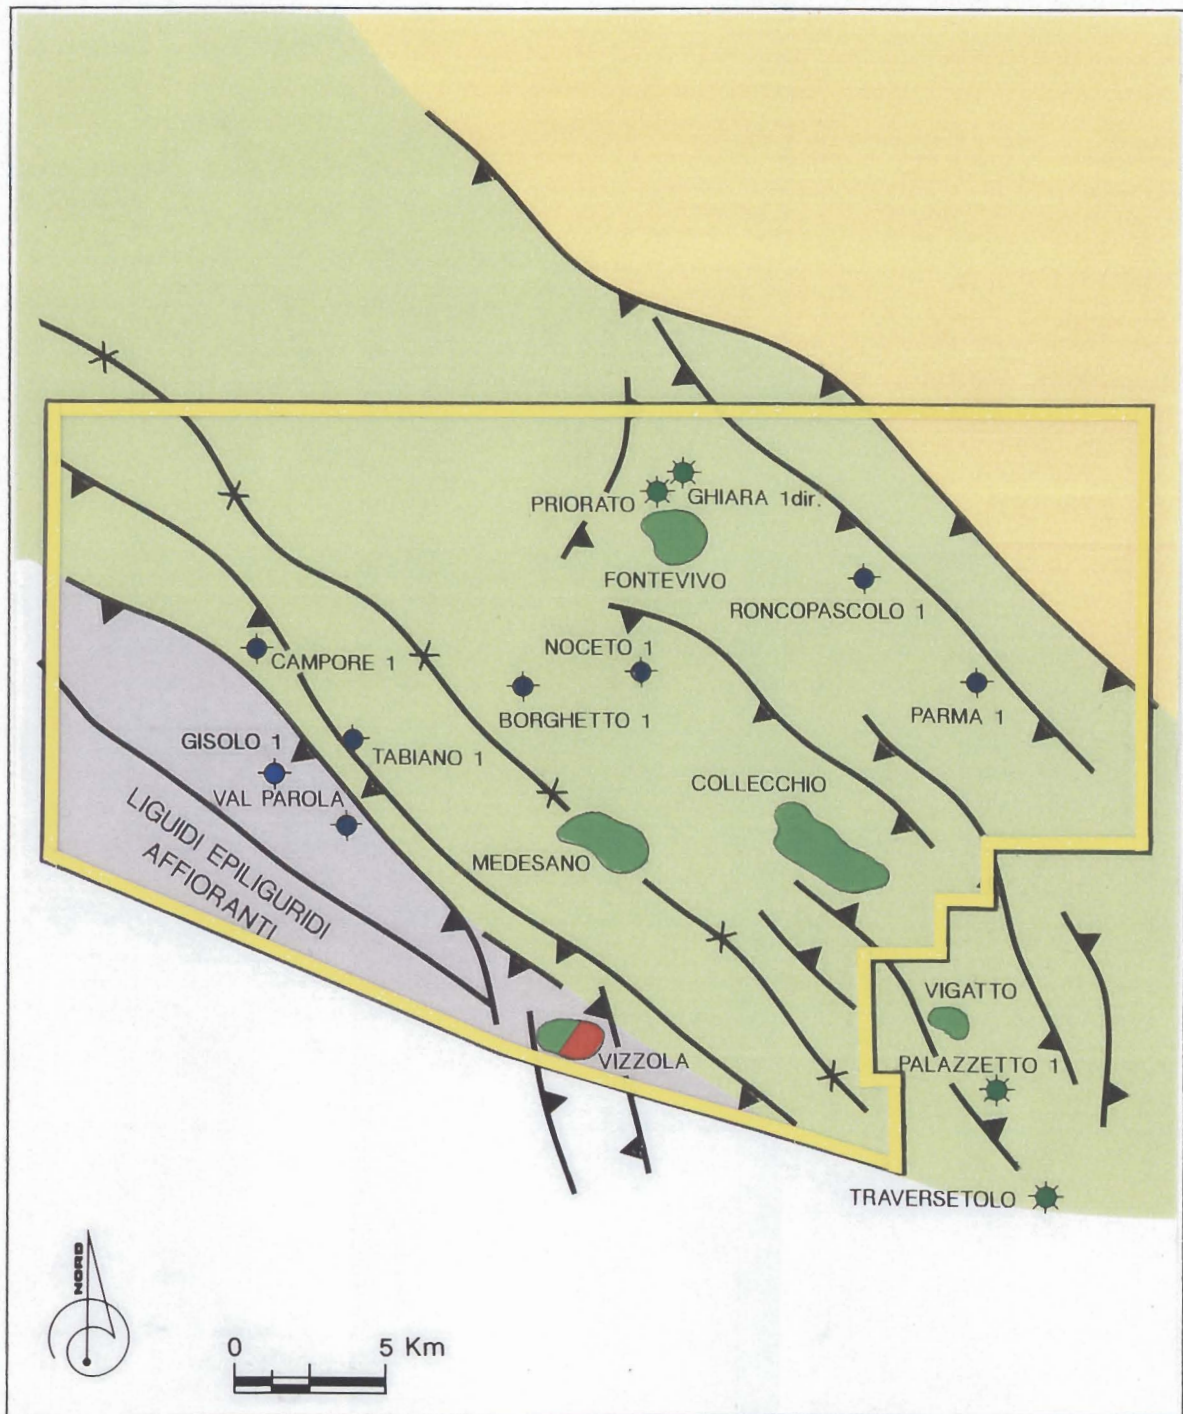 PRIORATO
GHIARA 1dir.
FONTEVIVO
RONCOPASCOLO 1
NOCETO 1
CAMPORE 1
BORGHETTO 1
PARMA 1
GISOLO 1
TABIANO 1
VAL PAROLA
COLLECCHIO
LIGUIDI EPILIGURIDI
AFFIORANTI
MEDESANO
VIGATTO
VIZZOLA
PALAZZETTO 1
TRAVERSETOLO
NORD
0 5 Km